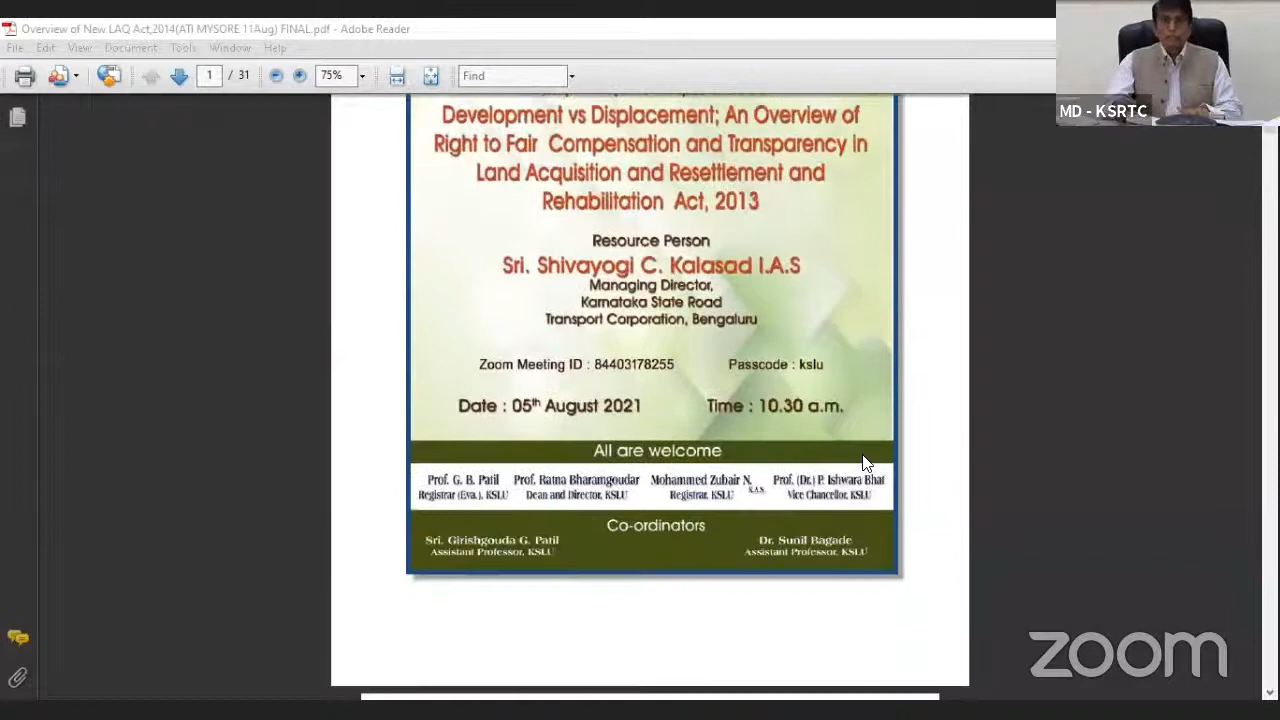 Overview of New LAQ Act,2014(ATI MYSORE 11Aug) FINAL.pdf - Adobe Reader
File Edit View Document Tools Window Help
1 / 31 75% Find
MD - KSRTC
Development vs Displacement; An Overview of
Right to Fair Compensation and Transparency in
Land Acquisition and Resettlement and
Rehabilitation Act, 2013
Resource Person
Sri. Shivayogi C. Kalasad I.A.S
Managing Director,
Karnataka State Road
Transport Corporation, Bengaluru
Zoom Meeting ID : 84403178255 Passcode : kslu
Date : 05th August 2021 Time : 10.30 a.m.
All are welcome
Prof. G. B. Patil Prof. Ratna Bharamgoudar Mohammed Zubair N. K.A.S. Prof. (Dr.) P. Ishwara Bhat
Registrar (Eva.), KSLU Dean and Director, KSLU Registrar, KSLU Vice Chancellor, KSLU
Co-ordinators
Sri. Girishgouda G. Patil Dr. Sunil Bagade
Assistant Professor, KSLU Assistant Professor, KSLU
zoom